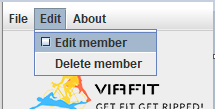 File Edit About
Edit member
Delete member
VIAFIT
GET FIT GET RIPPED!